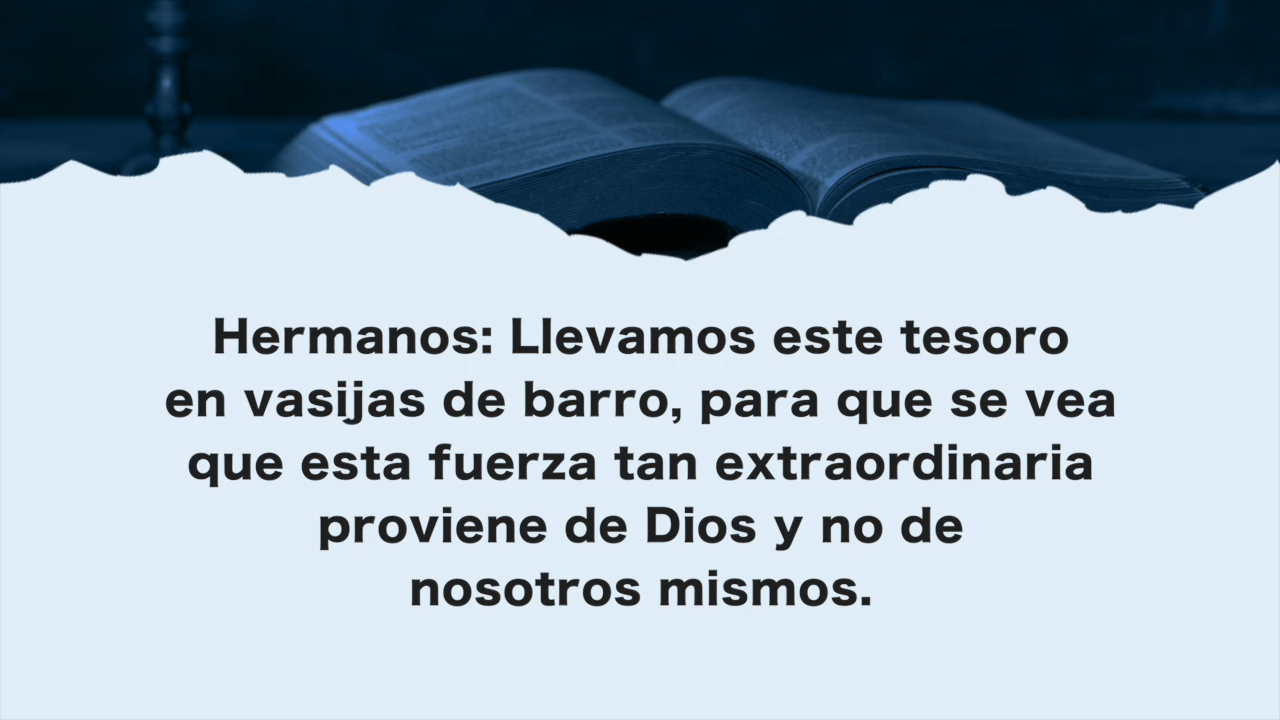 Hermanos: Llevamos este tesoro
en vasijas de barro, para que se vea
que esta fuerza tan extraordinaria
proviene de Dios y no de
nosotros mismos.